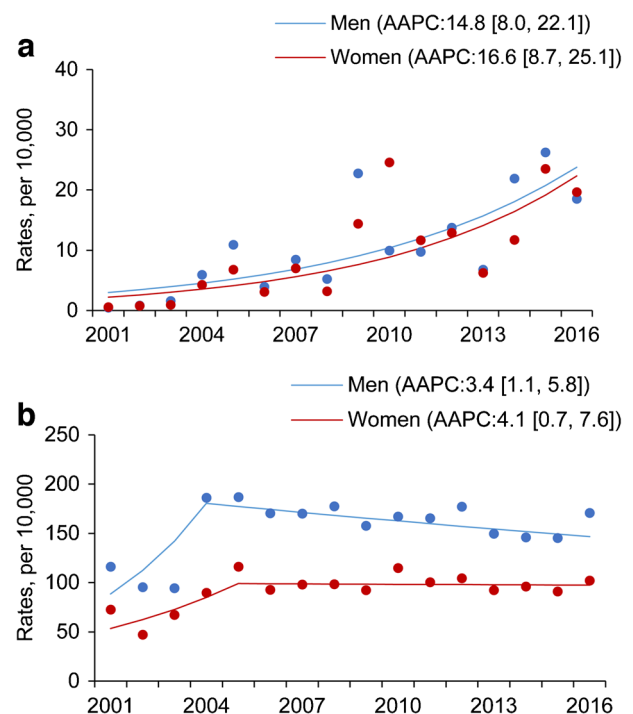 a
Men (AAPC:14.8 [8.0, 22.1])
Women (AAPC:16.6 [8.7, 25.1])
Rates, per 10,000
40
30
20
10
0
2001 2004 2007 2010 2013 2016
b
Men (AAPC:3.4 [1.1, 5.8])
Women (AAPC:4.1 [0.7, 7.6])
Rates, per 10,000
250
200
150
100
50
0
2001 2004 2007 2010 2013 2016